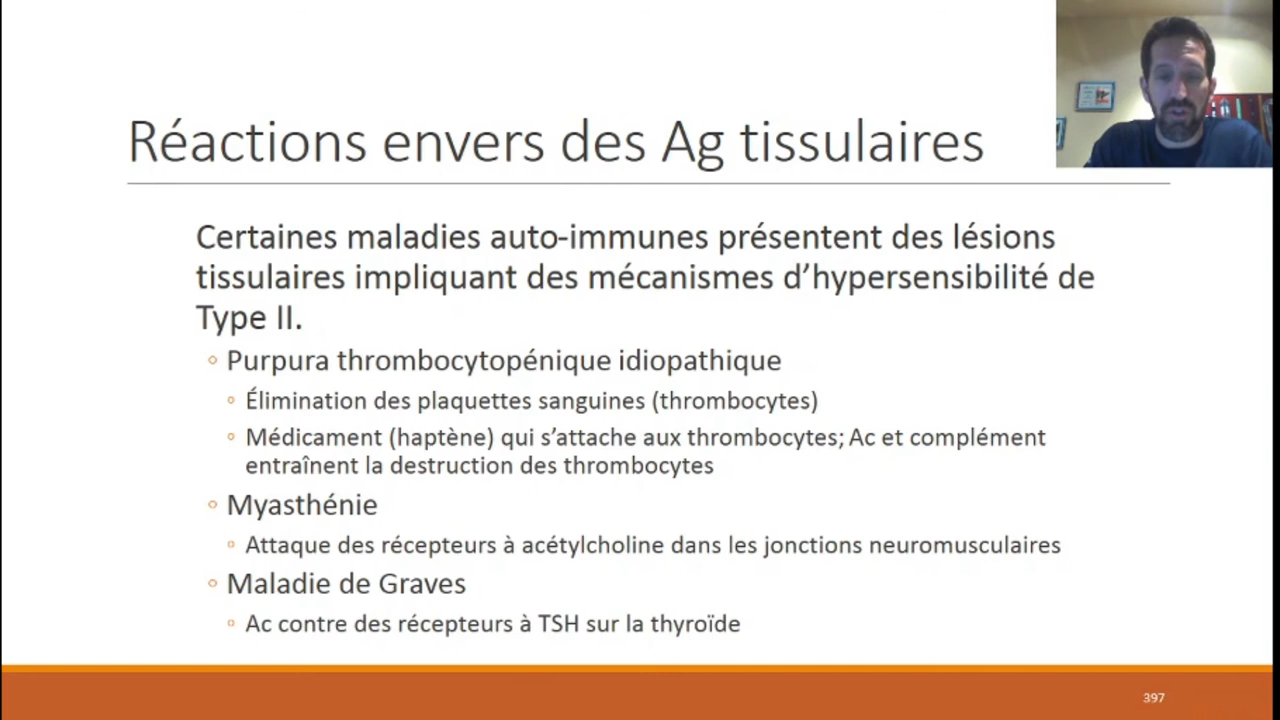 Réactions envers des Ag tissulaires
Certaines maladies auto-immunes présentent des lésions
tissulaires impliquant des mécanismes d’hypersensibilité de
Type II.
◦ Purpura thrombocytopénique idiopathique
▫ Élimination des plaquettes sanguines (thrombocytes)
▫ Médicament (haptène) qui s’attache aux thrombocytes; Ac et complément
entraînent la destruction des thrombocytes
◦ Myasthénie
▫ Attaque des récepteurs à acétylcholine dans les jonctions neuromusculaires
◦ Maladie de Graves
▫ Ac contre des récepteurs à TSH sur la thyroïde
397